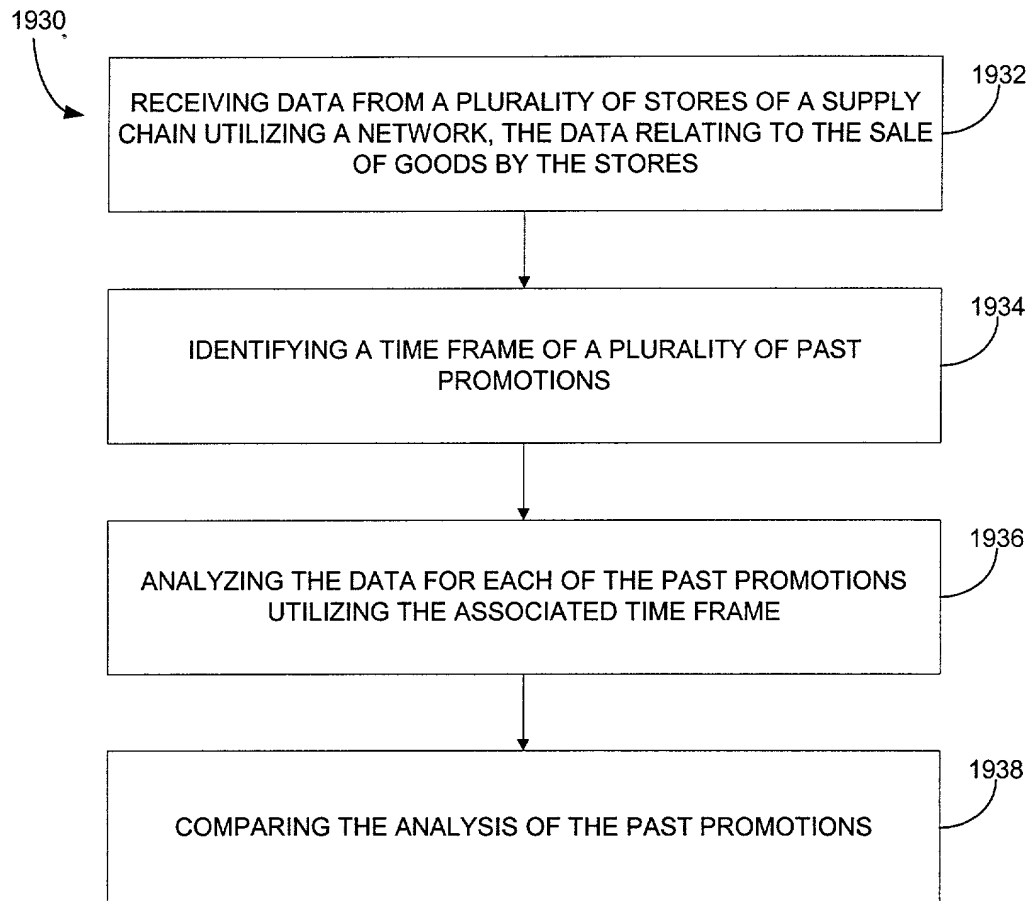 1930
1932
RECEIVING DATA FROM A PLURALITY OF STORES OF A SUPPLY
CHAIN UTILIZING A NETWORK, THE DATA RELATING TO THE SALE
OF GOODS BY THE STORES
1934
IDENTIFYING A TIME FRAME OF A PLURALITY OF PAST
PROMOTIONS
1936
ANALYZING THE DATA FOR EACH OF THE PAST PROMOTIONS
UTILIZING THE ASSOCIATED TIME FRAME
1938
COMPARING THE ANALYSIS OF THE PAST PROMOTIONS